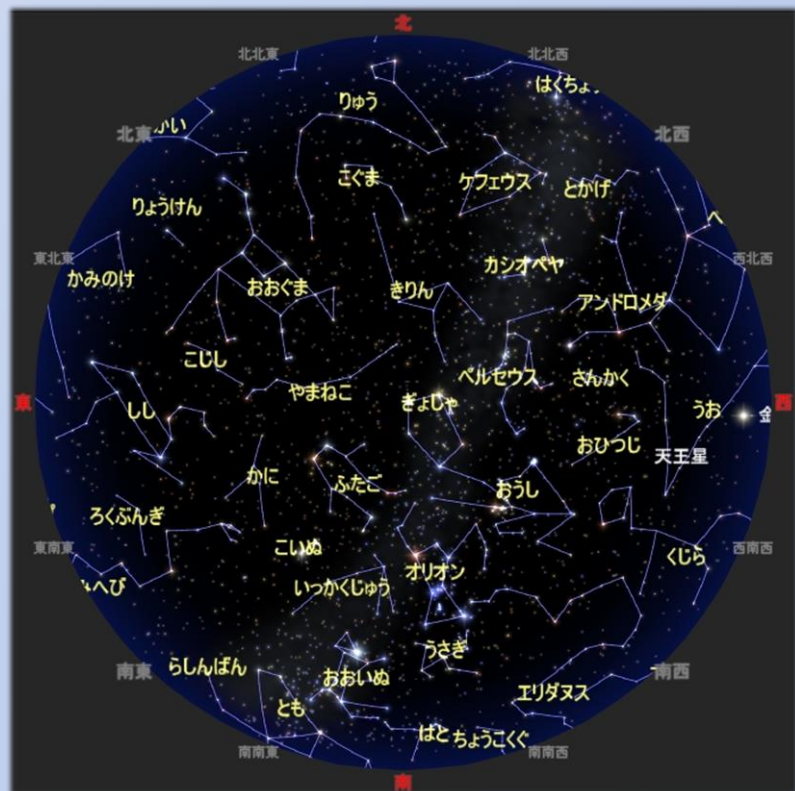 北
北北東
北北西
はくちょう
りゅう
かい
北東
北西
こぐま
ケフェウス
とかげ
りょうけん
ペ
東北東
西北西
かみのけ
おおぐま
きりん
カシオペヤ
アンドロメダ
こじし
やまねこ
ペルセウス
さんかく
東
しし
ぎょしゃ
うお
金
西
おひつじ
天王星
かに
ふたご
おうし
ろくぶんぎ
東南東
こいぬ
西南西
みへび
いっかくじゅう
オリオン
くじら
うさぎ
南東
らしんばん
おおいぬ
南西
エリダヌス
とも
はと
ちょうこくぐ
南南東
南南西
南